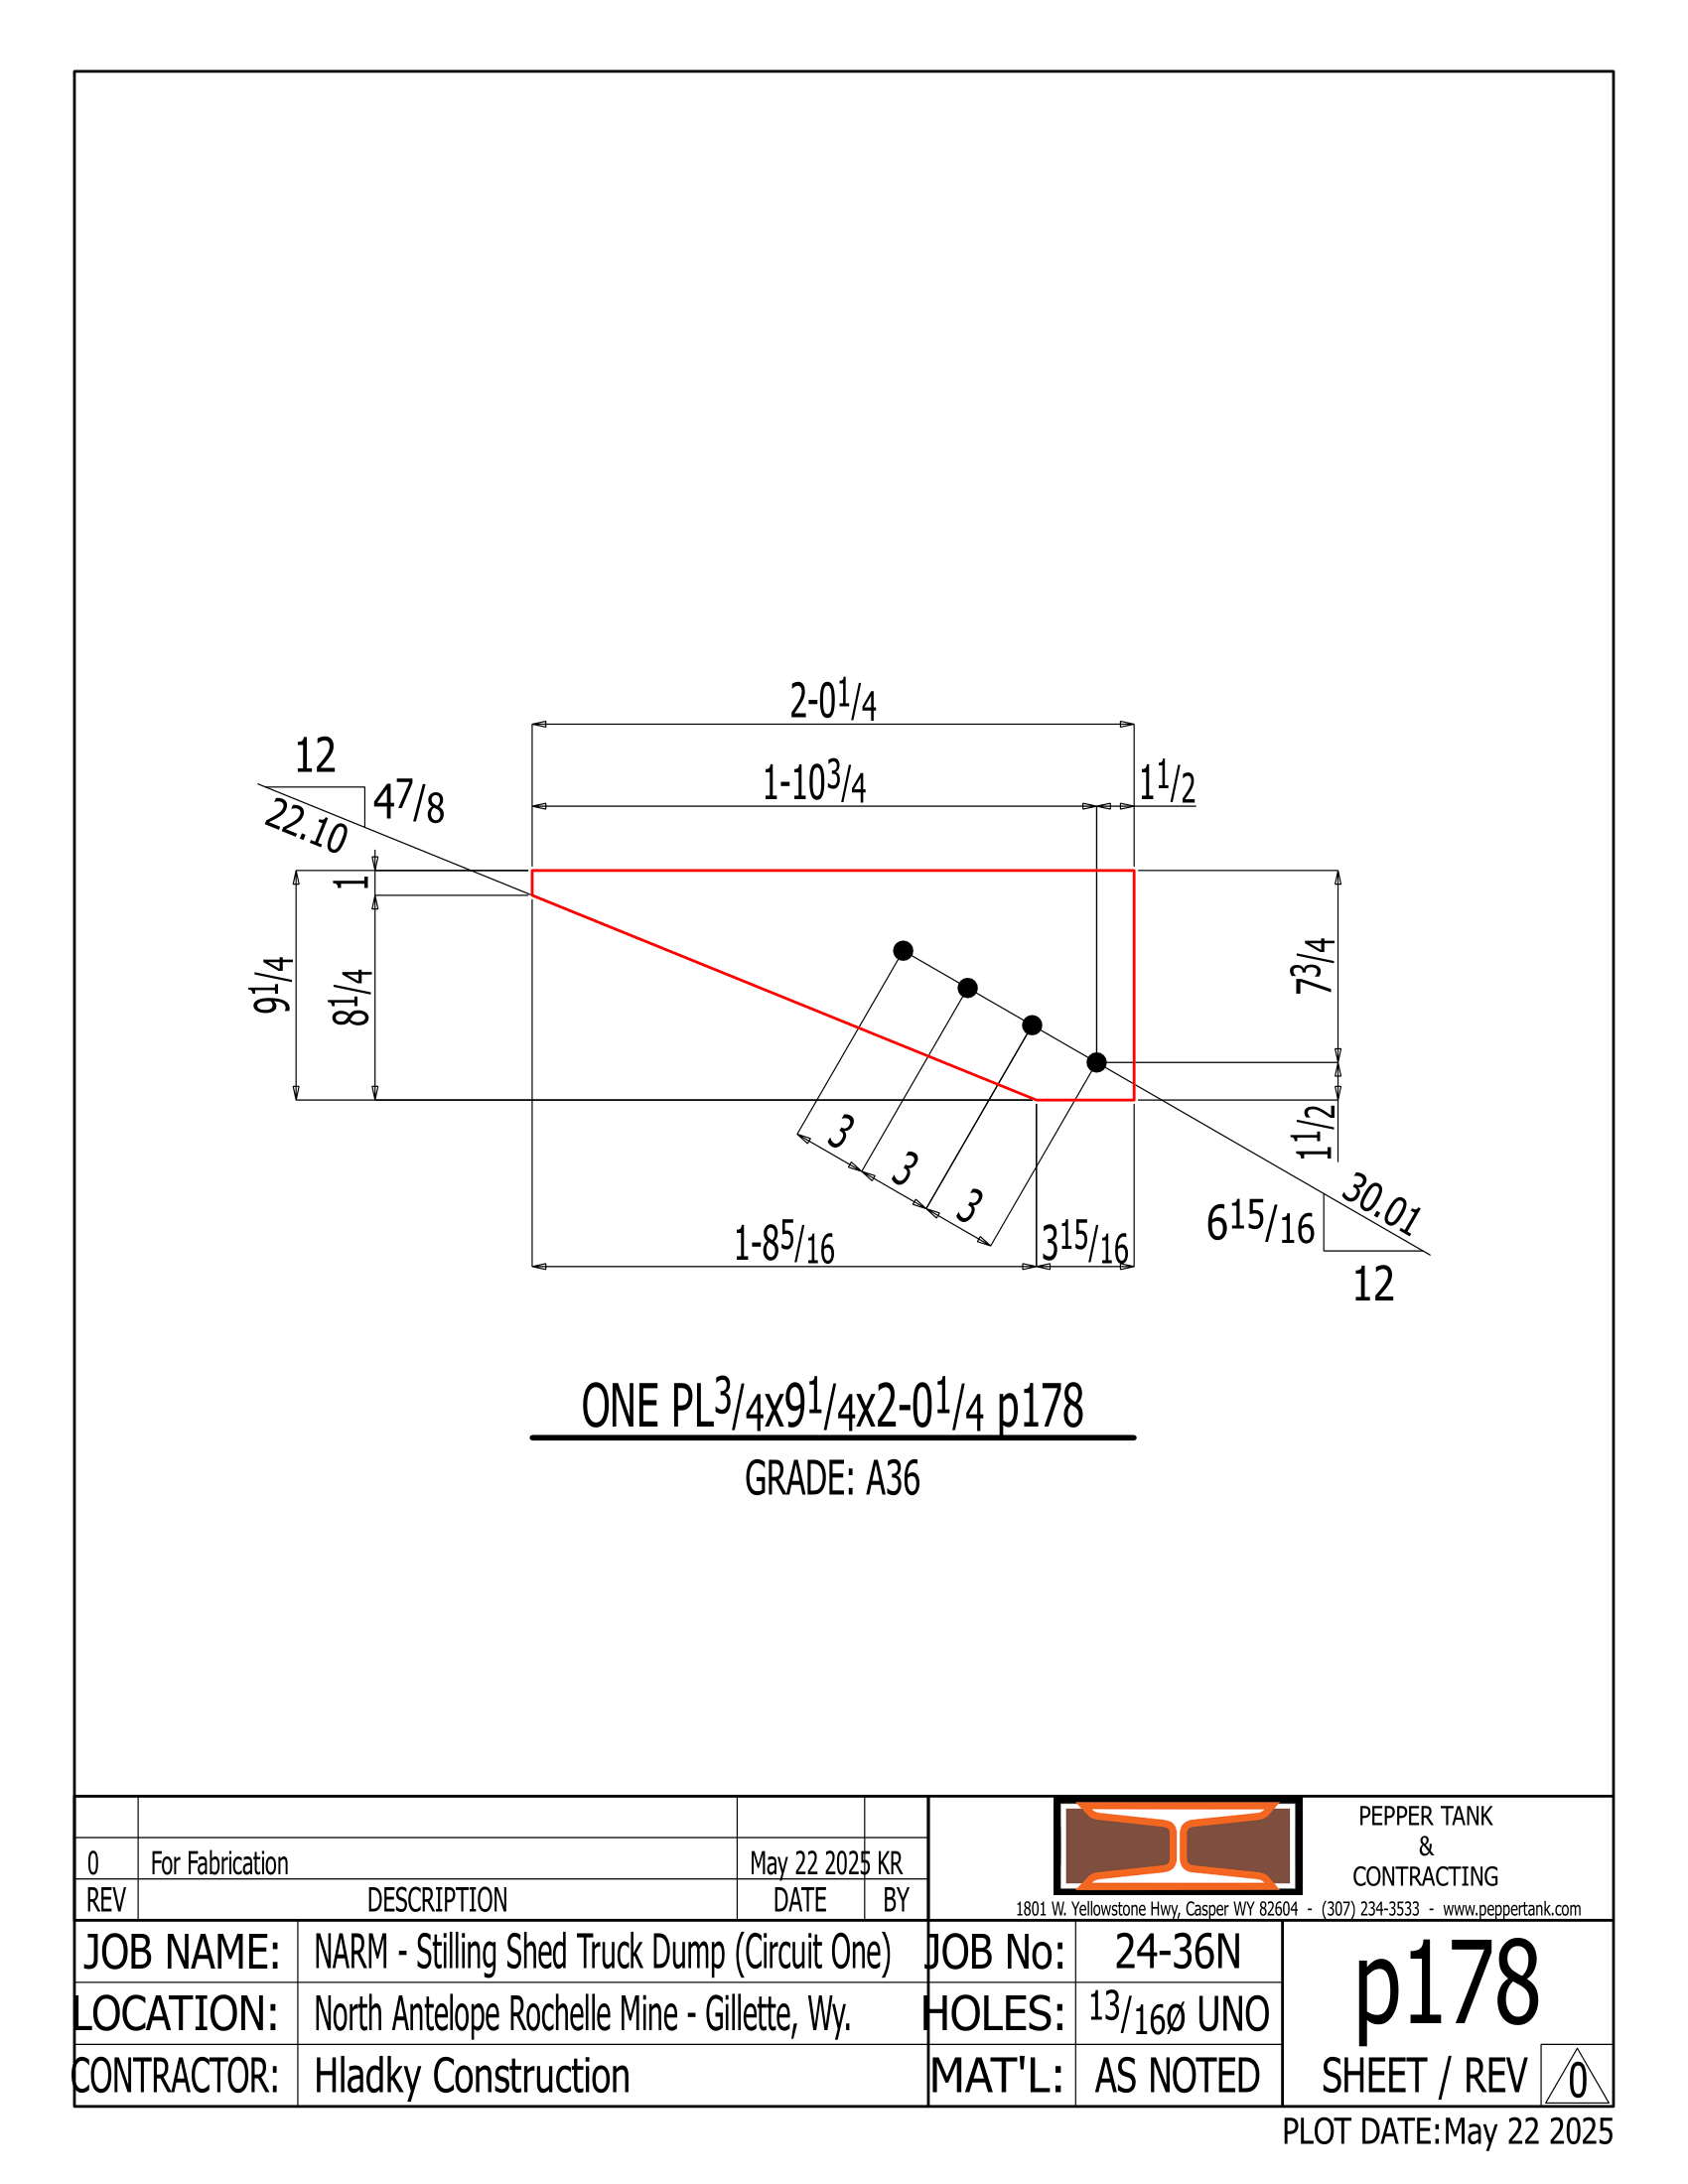 2-0 1/4
1-10 3/4
1 1/2
12
4 7/8
22.10
1
9 1/4
8 1/4
7 3/4
1 1/2
3
3
3
30.01
6 15/16
12
1-8 5/16
3 15/16
ONE PL 3/4x9 1/4x2-0 1/4 p178
GRADE: A36
0 For Fabrication May 22 2025 KR
REV DESCRIPTION DATE BY
PEPPER TANK
&
CONTRACTING
1801 W. Yellowstone Hwy, Casper WY 82604 - (307) 234-3533 - www.peppertank.com
JOB NAME: NARM - Stilling Shed Truck Dump (Circuit One)
LOCATION: North Antelope Rochelle Mine - Gillette, Wy.
CONTRACTOR: Hladky Construction
JOB No: 24-36N
HOLES: 13/16ø UNO
MAT'L: AS NOTED
p178
SHEET / REV 0
PLOT DATE:May 22 2025